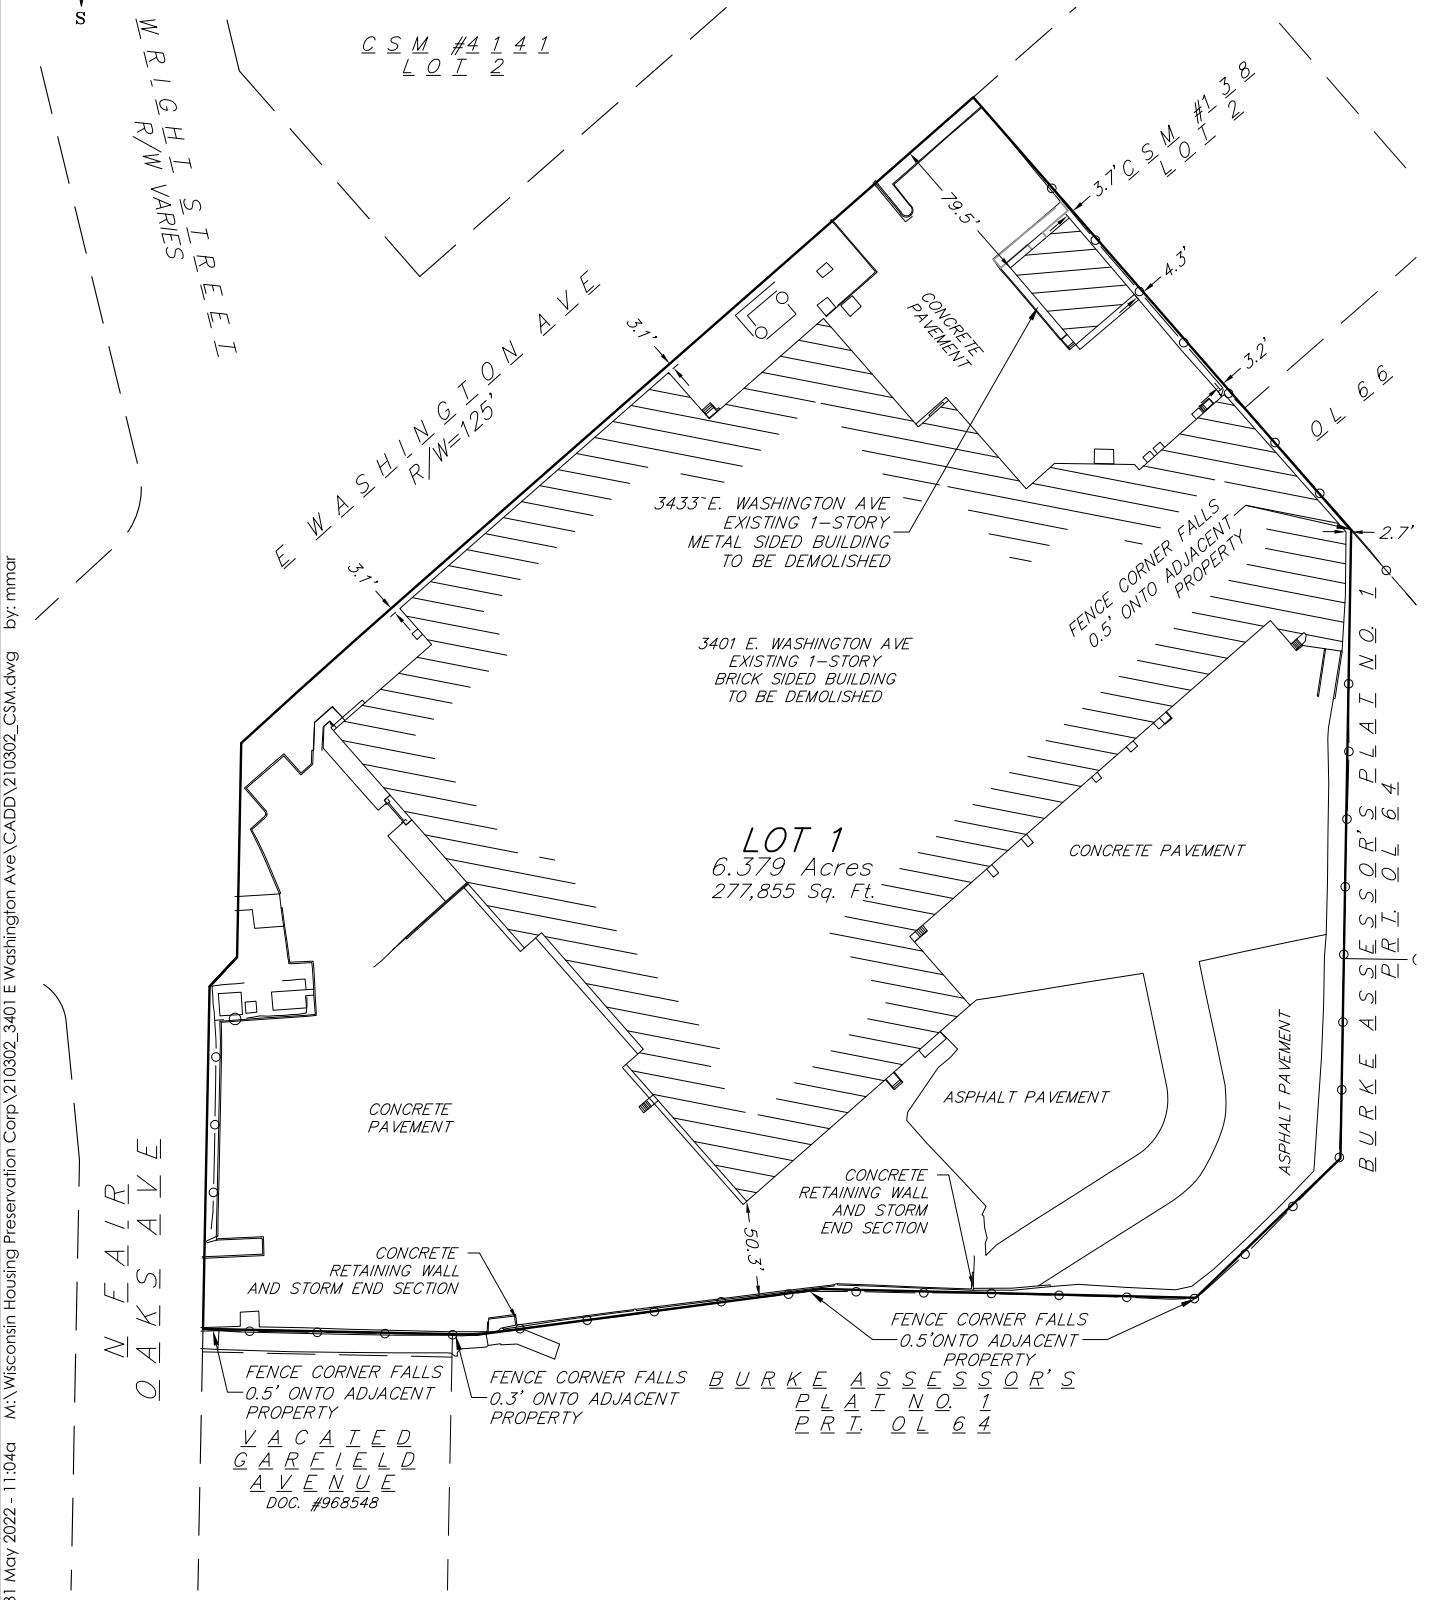 S
WRIGHT STREET
R/W VARIES
CSM #4141
LOT 2
CSM #138
LOT 2
3.7'
79.5'
4.3'
3.2'
3.1'
CONCRETE
PAVEMENT
E WASHINGTON AVE
R/W=125'
OL 66
3433 E. WASHINGTON AVE
EXISTING 1-STORY
METAL SIDED BUILDING
TO BE DEMOLISHED
FENCE CORNER FALLS
0.5' ONTO ADJACENT
PROPERTY
2.7'
3.1'
3401 E. WASHINGTON AVE
EXISTING 1-STORY
BRICK SIDED BUILDING
TO BE DEMOLISHED
LOT 1
6.379 Acres
277,855 Sq. Ft.
CONCRETE PAVEMENT
BURKE ASSESSOR'S PLAT NO. 1
PRT. OL 64
ASPHALT PAVEMENT
ASPHALT PAVEMENT
CONCRETE
PAVEMENT
CONCRETE
RETAINING WALL
AND STORM
END SECTION
50.3'
N FAIR
OAKS AVE
CONCRETE
RETAINING WALL
AND STORM END SECTION
FENCE CORNER FALLS
0.5'ONTO ADJACENT
PROPERTY
FENCE CORNER FALLS
0.5' ONTO ADJACENT
PROPERTY
FENCE CORNER FALLS
0.3' ONTO ADJACENT
PROPERTY
BURKE ASSESSOR'S
PLAT NO. 1
PRT. OL 64
VACATED
GARFIELD
AVENUE
DOC. #968548
31 May 2022 - 11:04a M:\Wisconsin Housing Preservation Corp\210302_3401 E Washington Ave\CADD\210302_CSM.dwg by: mmar